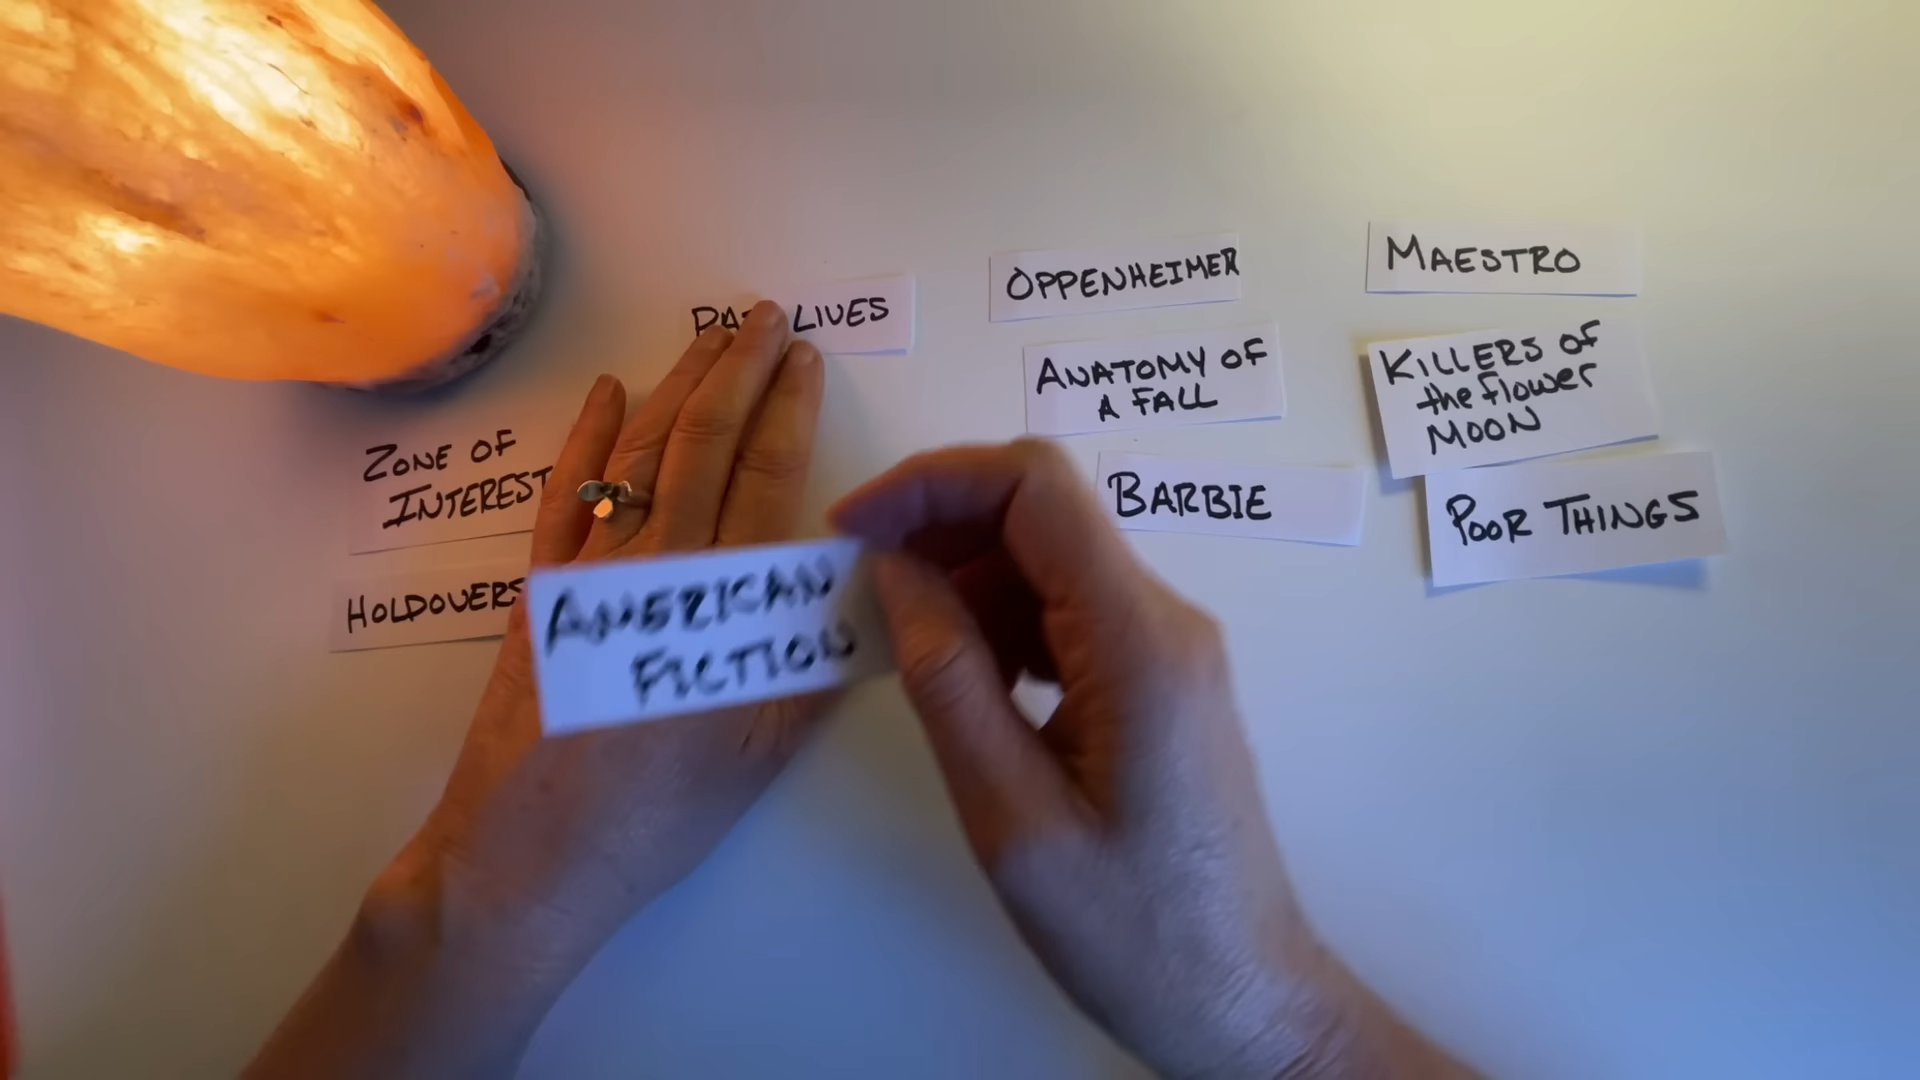 PAST LIVES
OPPENHEIMER
MAESTRO
ANATOMY OF
A FALL
KILLERS OF
the flower
MOON
ZONE OF
INTEREST
BARBIE
POOR THINGS
HOLDOVERS
AMERICAN
FICTION